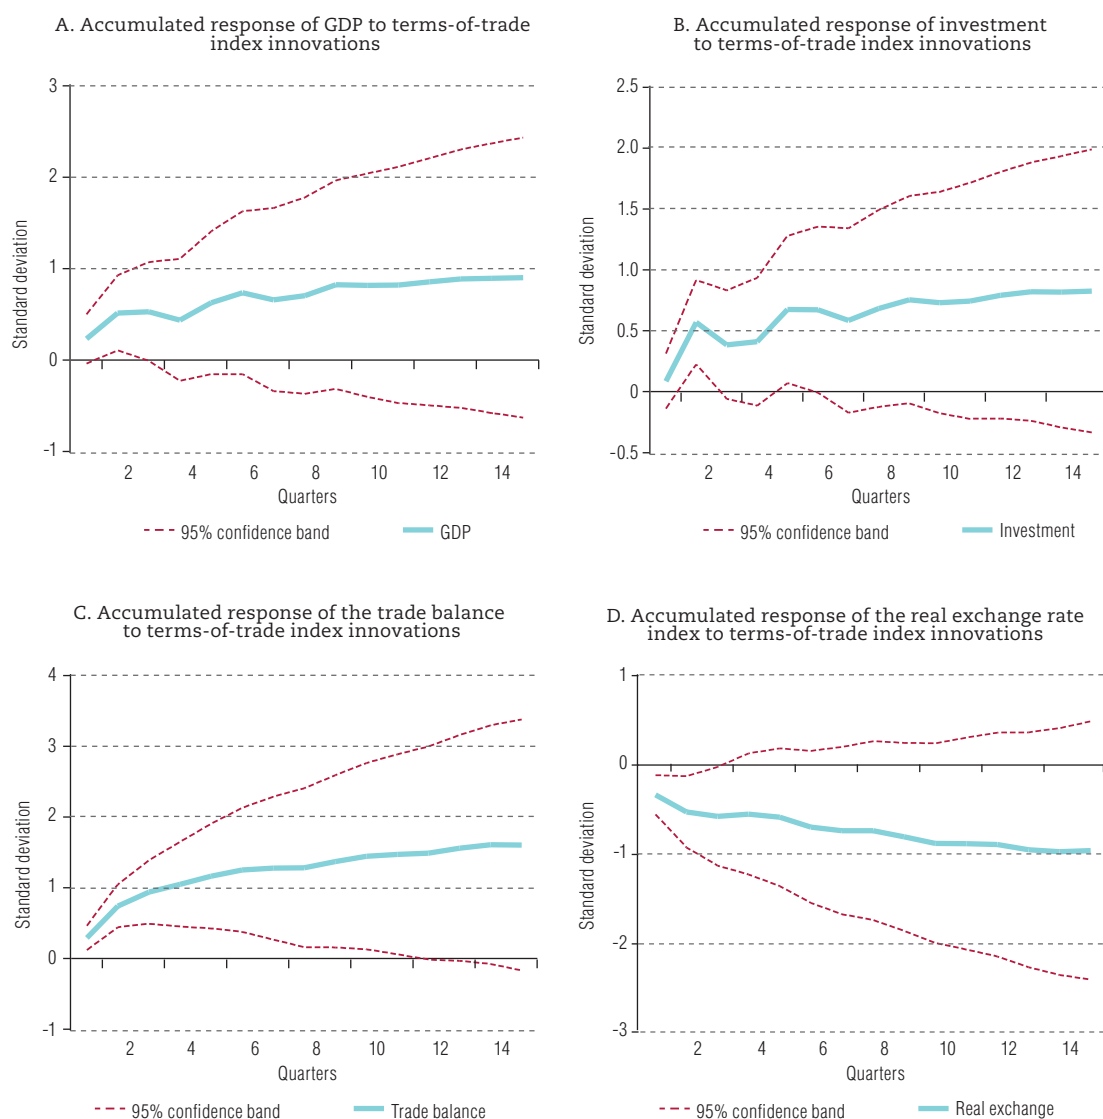 A. Accumulated response of GDP to terms-of-trade
index innovations
3
2
1
0
-1
Standard deviation
2 4 6 8 10 12 14
Quarters
95% confidence band GDP
B. Accumulated response of investment
to terms-of-trade index innovations
2.5
2.0
1.5
1.0
0.5
0
-0.5
Standard deviation
2 4 6 8 10 12 14
Quarters
95% confidence band Investment
C. Accumulated response of the trade balance
to terms-of-trade index innovations
4
3
2
1
0
-1
Standard deviation
2 4 6 8 10 12 14
Quarters
95% confidence band Trade balance
D. Accumulated response of the real exchange rate
index to terms-of-trade index innovations
1
0
-1
-2
-3
Standard deviation
2 4 6 8 10 12 14
Quarters
95% confidence band Real exchange